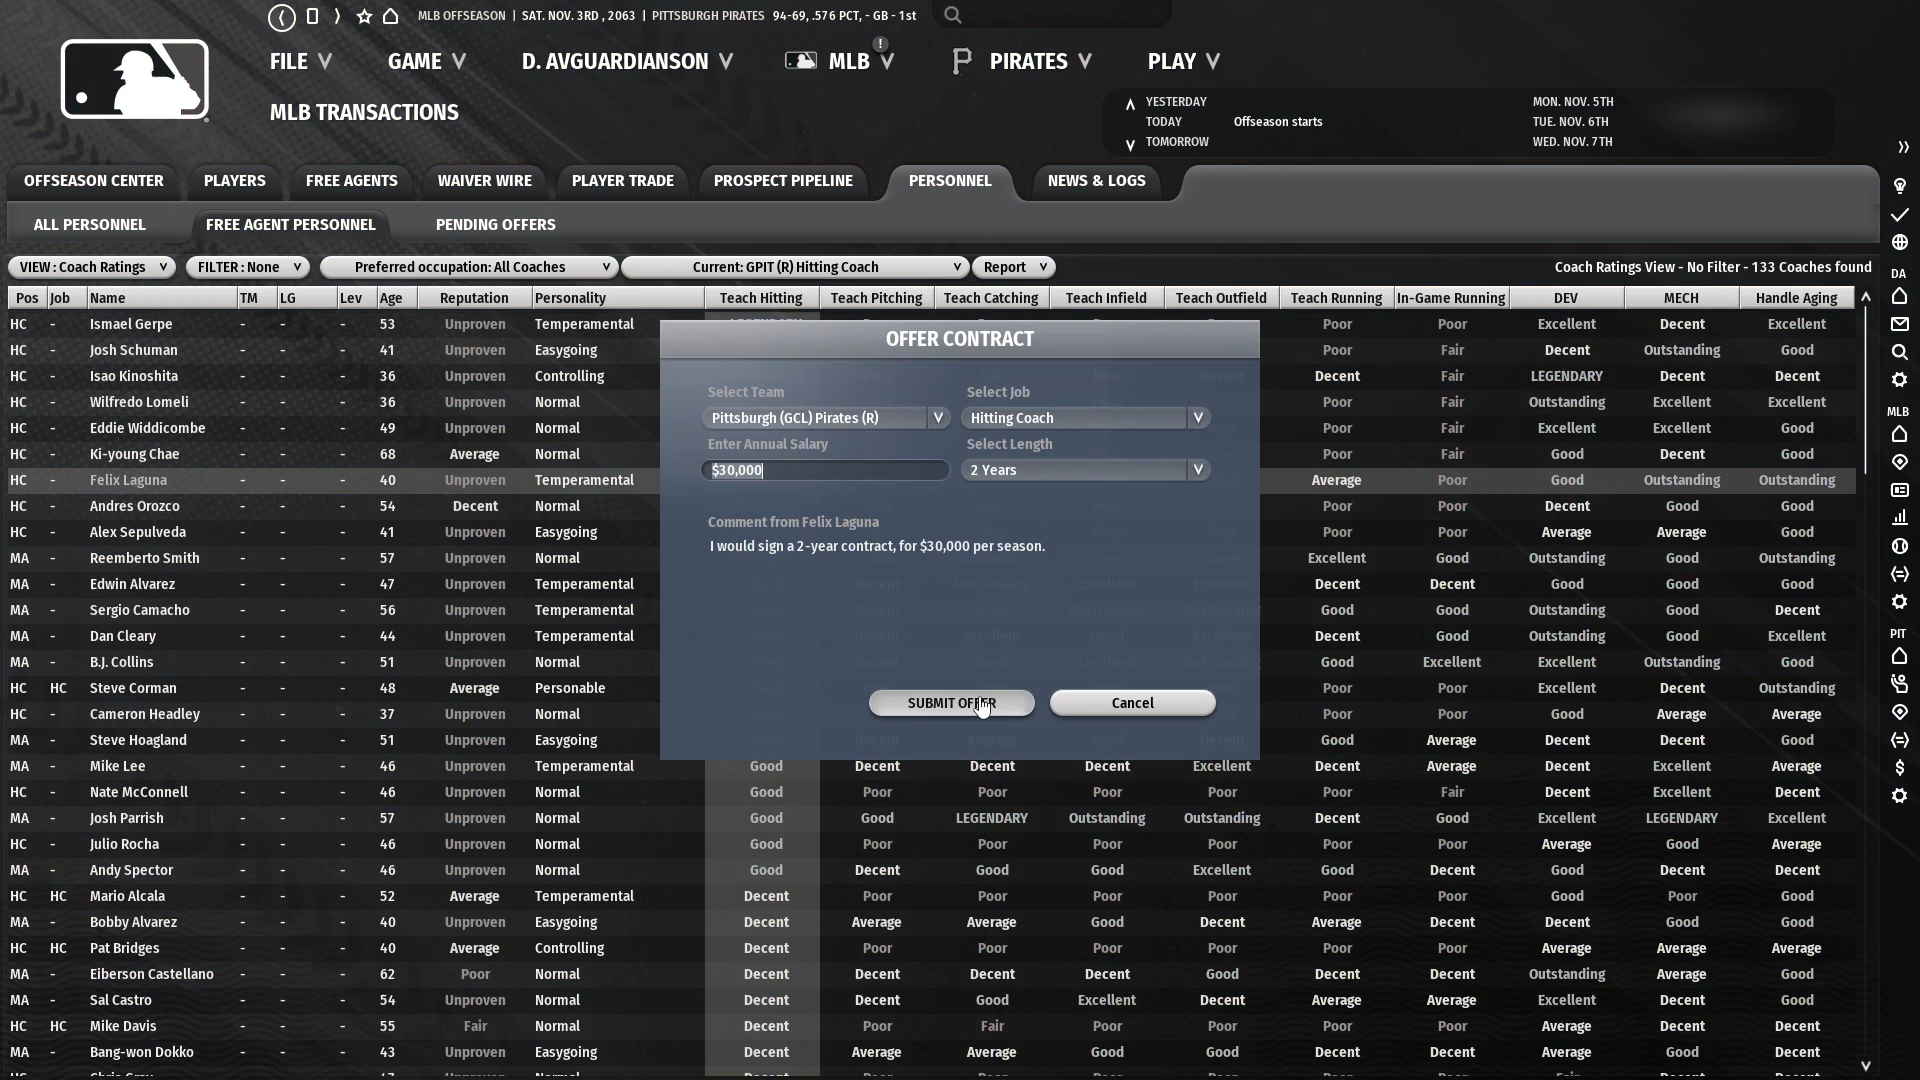 MLB OFFSEASON | SAT. NOV. 3RD , 2063 | PITTSBURGH PIRATES 94-69, .576 PCT, - GB - 1st
FILE GAME D. AVGUARDIANSON MLB ! PIRATES PLAY
MLB TRANSACTIONS
YESTERDAY MON. NOV. 5TH
TODAY Offseason starts TUE. NOV. 6TH
TOMORROW WED. NOV. 7TH
OFFSEASON CENTER PLAYERS FREE AGENTS WAIVER WIRE PLAYER TRADE PROSPECT PIPELINE PERSONNEL NEWS & LOGS
ALL PERSONNEL FREE AGENT PERSONNEL PENDING OFFERS
VIEW : Coach Ratings FILTER : None Preferred occupation: All Coaches Current: GPIT (R) Hitting Coach Report Coach Ratings View - No Filter - 133 Coaches found
Pos Job Name TM LG Lev Age Reputation Personality Teach Hitting Teach Pitching Teach Catching Teach Infield Teach Outfield Teach Running In-Game Running DEV MECH Handle Aging
HC - Ismael Gerpe - - - 53 Unproven Temperamental Poor Poor Excellent Decent Excellent
HC - Josh Schuman - - - 41 Unproven Easygoing Poor Fair Decent Outstanding Good
HC - Isao Kinoshita - - - 36 Unproven Controlling Decent Fair LEGENDARY Decent Decent
HC - Wilfredo Lomeli - - - 36 Unproven Normal Poor Fair Outstanding Excellent Excellent
HC - Eddie Widdicombe - - - 49 Unproven Normal Poor Poor Excellent Excellent Good
HC - Ki-young Chae - - - 68 Average Normal Poor Fair Good Decent Good
HC - Felix Laguna - - - 40 Unproven Temperamental Average Poor Good Outstanding Outstanding
HC - Andres Orozco - - - 54 Decent Normal Poor Poor Decent Good Good
HC - Alex Sepulveda - - - 41 Unproven Easygoing Poor Poor Average Average Good
MA - Reemberto Smith - - - 57 Unproven Normal Excellent Good Outstanding Good Outstanding
MA - Edwin Alvarez - - - 47 Unproven Temperamental Decent Decent Good Good Good
MA - Sergio Camacho - - - 56 Unproven Temperamental Good Good Outstanding Good Decent
MA - Dan Cleary - - - 44 Unproven Temperamental Decent Good Outstanding Good Excellent
MA - B.J. Collins - - - 51 Unproven Normal Good Excellent Excellent Outstanding Good
HC HC Steve Corman - - - 48 Average Personable Poor Poor Excellent Decent Outstanding
HC - Cameron Headley - - - 37 Unproven Normal Poor Poor Good Average Average
MA - Steve Hoagland - - - 51 Unproven Easygoing Good Average Decent Decent Good
MA - Mike Lee - - - 46 Unproven Temperamental Good Decent Decent Decent Excellent Decent Average Decent Excellent Average
HC - Nate McConnell - - - 46 Unproven Normal Good Poor Poor Poor Poor Poor Fair Decent Excellent Decent
MA - Josh Parrish - - - 57 Unproven Normal Good Good LEGENDARY Outstanding Outstanding Decent Good Excellent LEGENDARY Excellent
HC - Julio Rocha - - - 46 Unproven Normal Good Poor Poor Poor Poor Poor Poor Average Good Average
MA - Andy Spector - - - 46 Unproven Normal Good Decent Good Good Excellent Good Decent Good Decent Decent
HC HC Mario Alcala - - - 52 Average Temperamental Decent Poor Poor Poor Poor Poor Poor Good Poor Good
MA - Bobby Alvarez - - - 40 Unproven Easygoing Decent Average Average Good Decent Average Decent Decent Good Good
HC HC Pat Bridges - - - 40 Average Controlling Decent Poor Poor Poor Poor Poor Poor Average Average Average
MA - Eiberson Castellano - - - 62 Poor Normal Decent Decent Decent Decent Good Decent Decent Outstanding Average Good
MA - Sal Castro - - - 54 Unproven Normal Decent Decent Good Excellent Decent Average Average Excellent Decent Good
HC HC Mike Davis - - - 55 Fair Normal Decent Poor Fair Poor Poor Poor Poor Average Decent Decent
MA - Bang-won Dokko - - - 43 Unproven Easygoing Decent Average Average Good Good Decent Decent Average Good Decent
OFFER CONTRACT
Select Team Select Job
Pittsburgh (GCL) Pirates (R) Hitting Coach
Enter Annual Salary Select Length
$30,000 2 Years
Comment from Felix Laguna
I would sign a 2-year contract, for $30,000 per season.
SUBMIT OFFER Cancel
DA
MLB
PIT